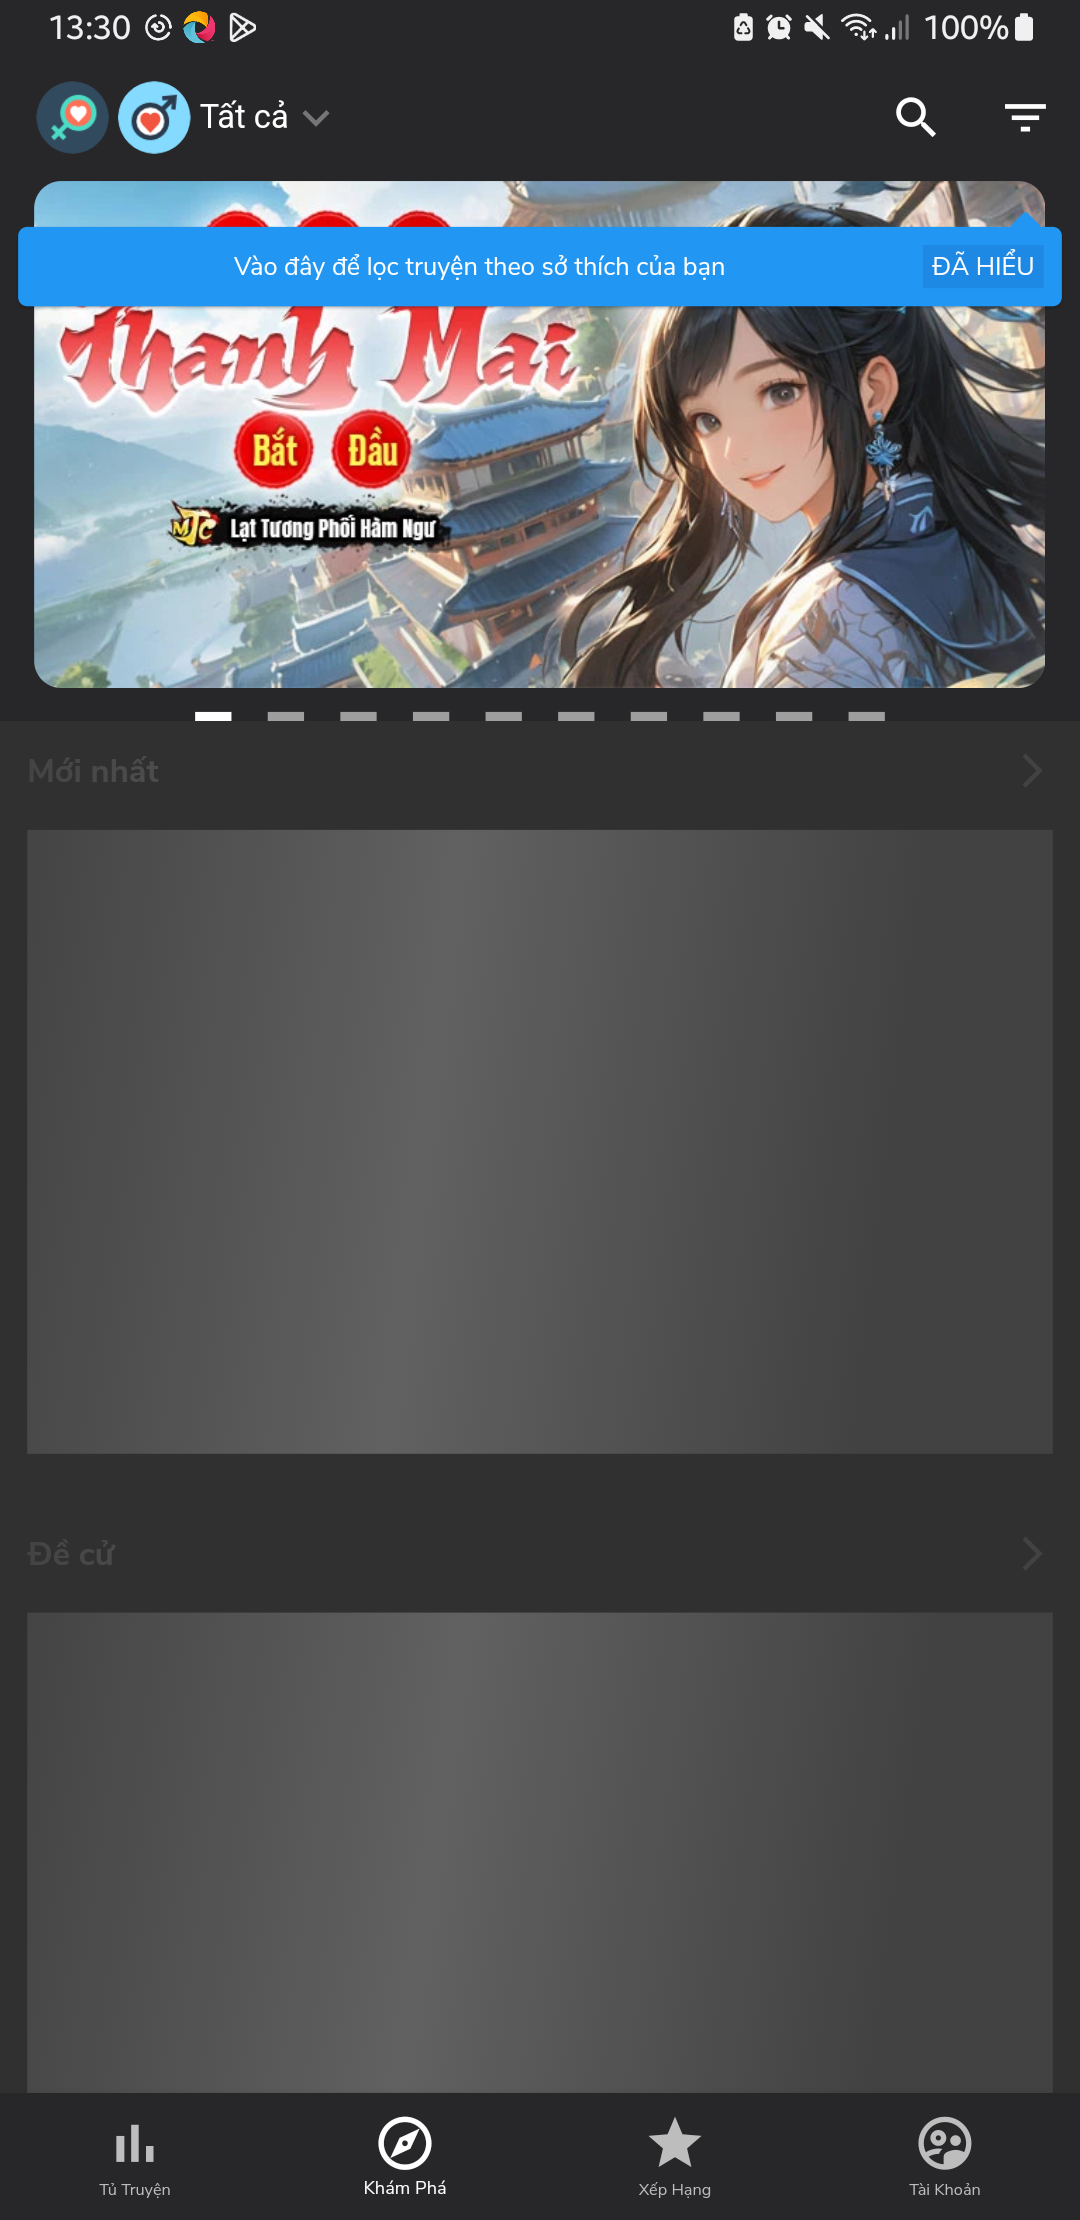 13:30
100%
Tất cả
Vào đây để lọc truyện theo sở thích của bạn
ĐÃ HIỂU
Thanh Mai
Bắt Đầu
MTC
Lạt Tương Phối Hàm Ngư
Mới nhất
Đề cử
Tủ Truyện
Khám Phá
Xếp Hạng
Tài Khoản